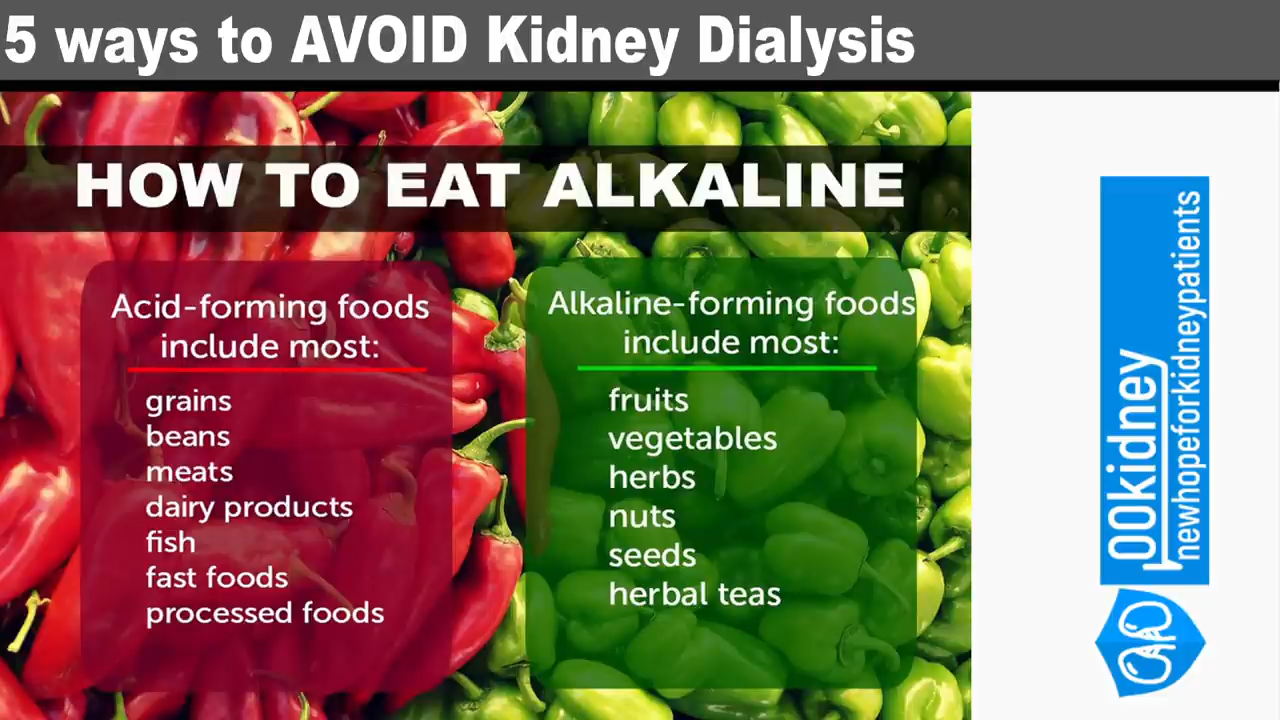 5 ways to AVOID Kidney Dialysis
HOW TO EAT ALKALINE
Acid-forming foods
include most:
grains
beans
meats
dairy products
fish
fast foods
processed foods
Alkaline-forming foods
include most:
fruits
vegetables
herbs
nuts
seeds
herbal teas
100kidney
newhopeforkidneypatients